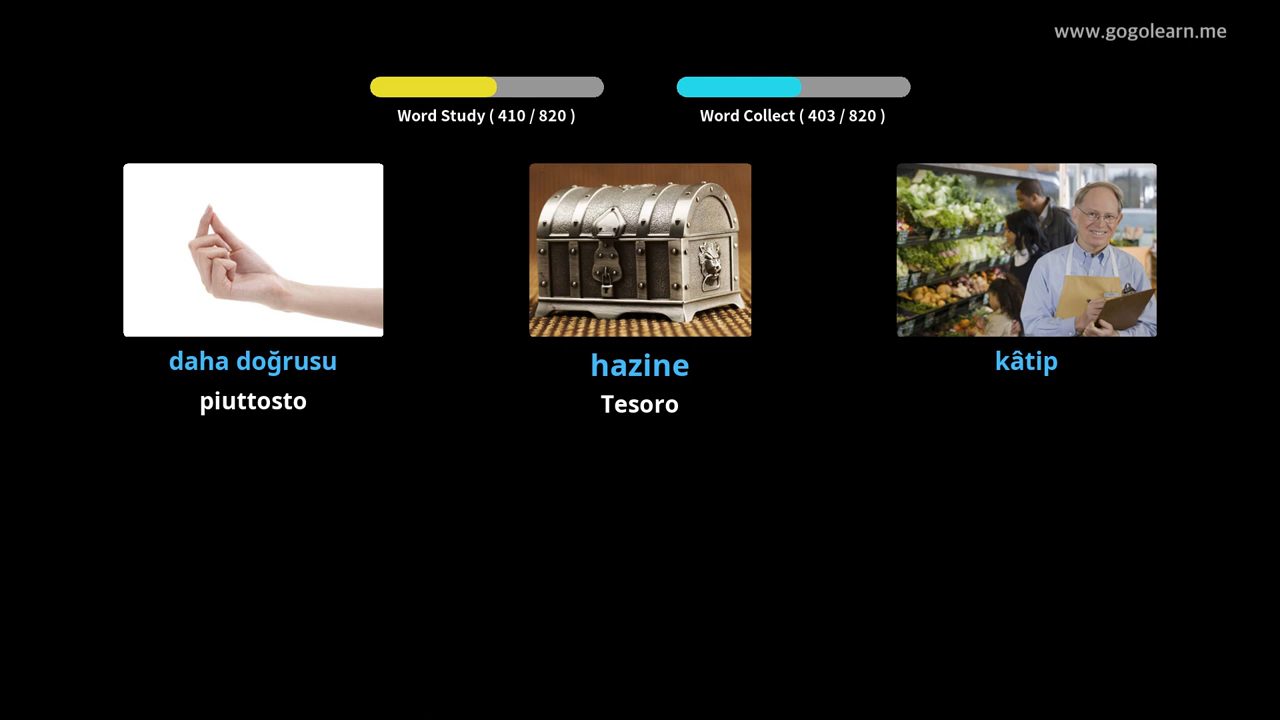 www.gogolearn.me
Word Study ( 410 / 820 )
Word Collect ( 403 / 820 )
daha doğrusu
piuttosto
hazine
Tesoro
kâtip